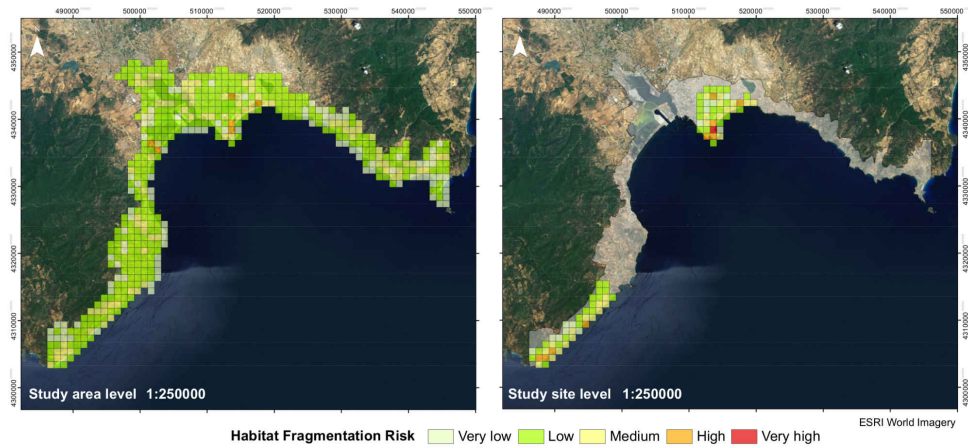 490000 500000 510000 520000 530000 540000 550000
490000 500000 510000 520000 530000 540000 550000
4350000
4340000
4330000
4320000
4310000
4300000
4350000
4340000
4330000
4320000
4310000
4300000
Study area level 1:250000
Study site level 1:250000
ESRI World Imagery
Habitat Fragmentation Risk Very low Low Medium High Very high